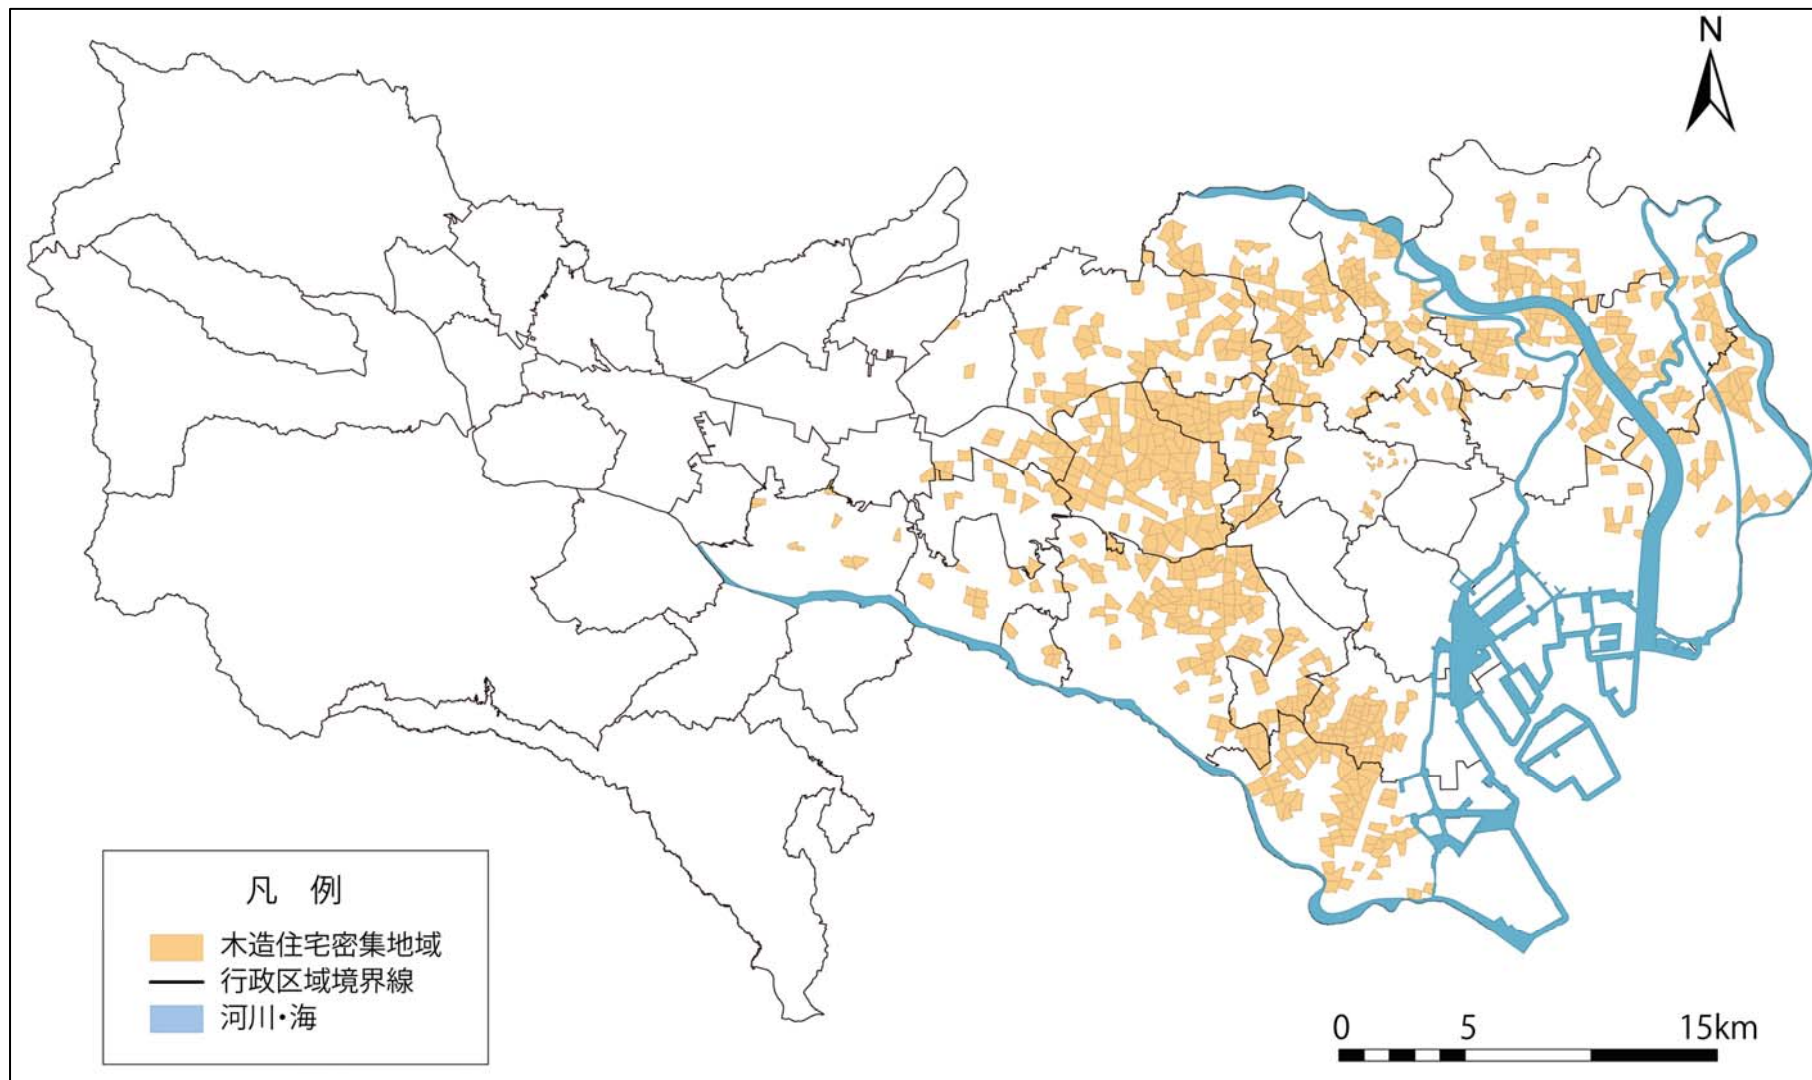 N
凡 例
木造住宅密集地域
行政区域境界線
河川・海
0 5 15km